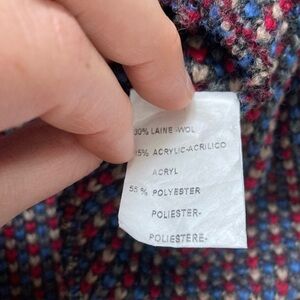 30% LAINE-WOL
15% ACRYLIC-ACRILICO
ACRYL
55% POLYESTER
POLIESTER-
POLIESTERE-